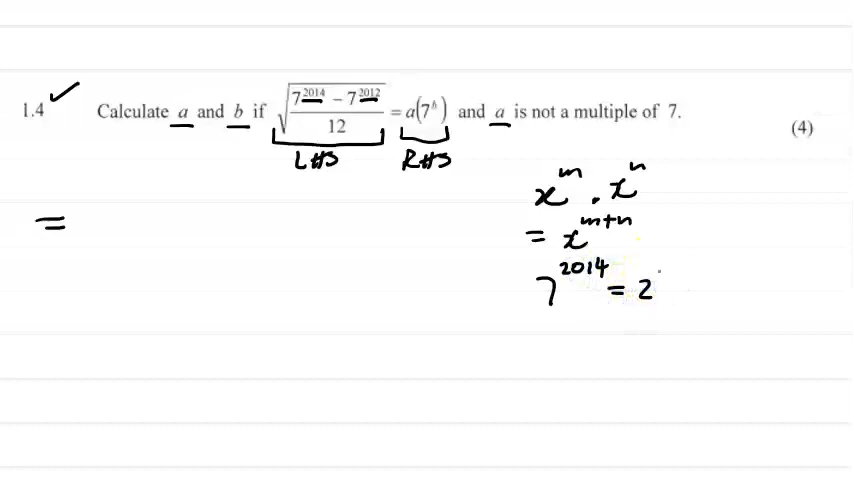 1.4 ✓ Calculate a and b if √((7^2014 − 7^2012)/12) = a(7^b) and a is not a multiple of 7.
(4)
LHS RHS
x^m . x^n
= x^(m+n)
=
7^2014 = 2